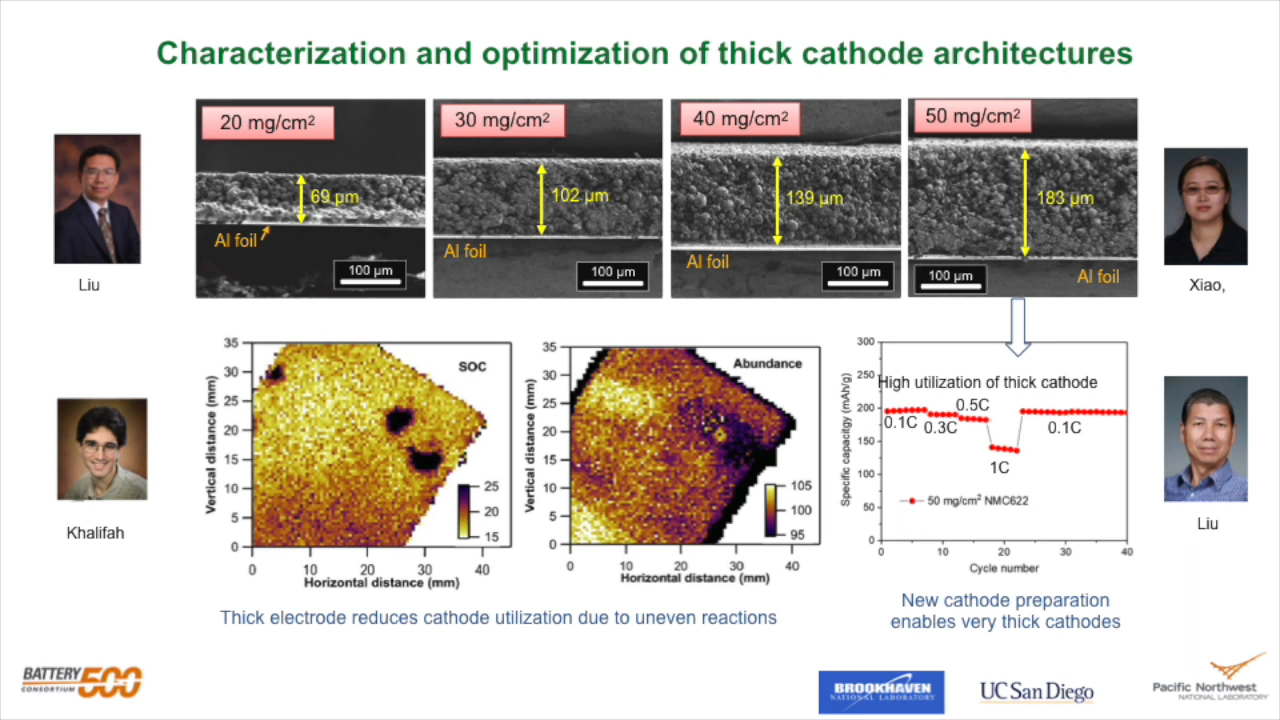 Characterization and optimization of thick cathode architectures
20 mg/cm²
30 mg/cm²
40 mg/cm²
50 mg/cm²
69 µm
102 µm
139 µm
183 µm
Al foil
Al foil
Al foil
Al foil
100 µm
100 µm
100 µm
100 µm
Liu
Xiao,
Khalifah
Liu
35
30
25
20
15
10
5
0
Vertical distance (mm)
SOC
25
20
15
0
10
20
30
40
Horizontal distance (mm)
35
30
25
20
15
10
5
0
Vertical distance (mm)
Abundance
105
100
95
0
10
20
30
40
Horizontal distance (mm)
300
250
200
150
100
50
0
Specific capacitgy (mAh/g)
High utilization of thick cathode
0.5C
0.1C
0.3C
0.1C
1C
50 mg/cm² NMC622
0
10
20
30
40
Cycle number
Thick electrode reduces cathode utilization due to uneven reactions
New cathode preparation
enables very thick cathodes
BATTERY
CONSORTIUM
500
BROOKHAVEN
NATIONAL LABORATORY
UC San Diego
Pacific Northwest
NATIONAL LABORATORY